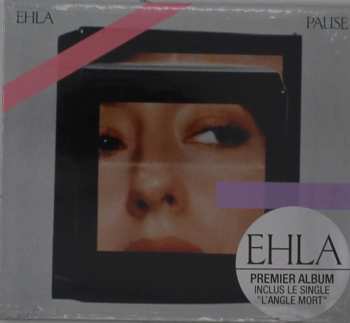 EHLA
PAUSE
EHLA
PREMIER ALBUM
INCLUS LE SINGLE
"L'ANGLE MORT"